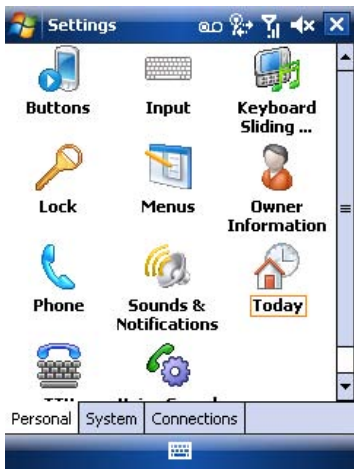 Settings
Buttons
Input
Keyboard
Sliding ...
Lock
Menus
Owner
Information
Phone
Sounds &
Notifications
Today
Personal
System
Connections